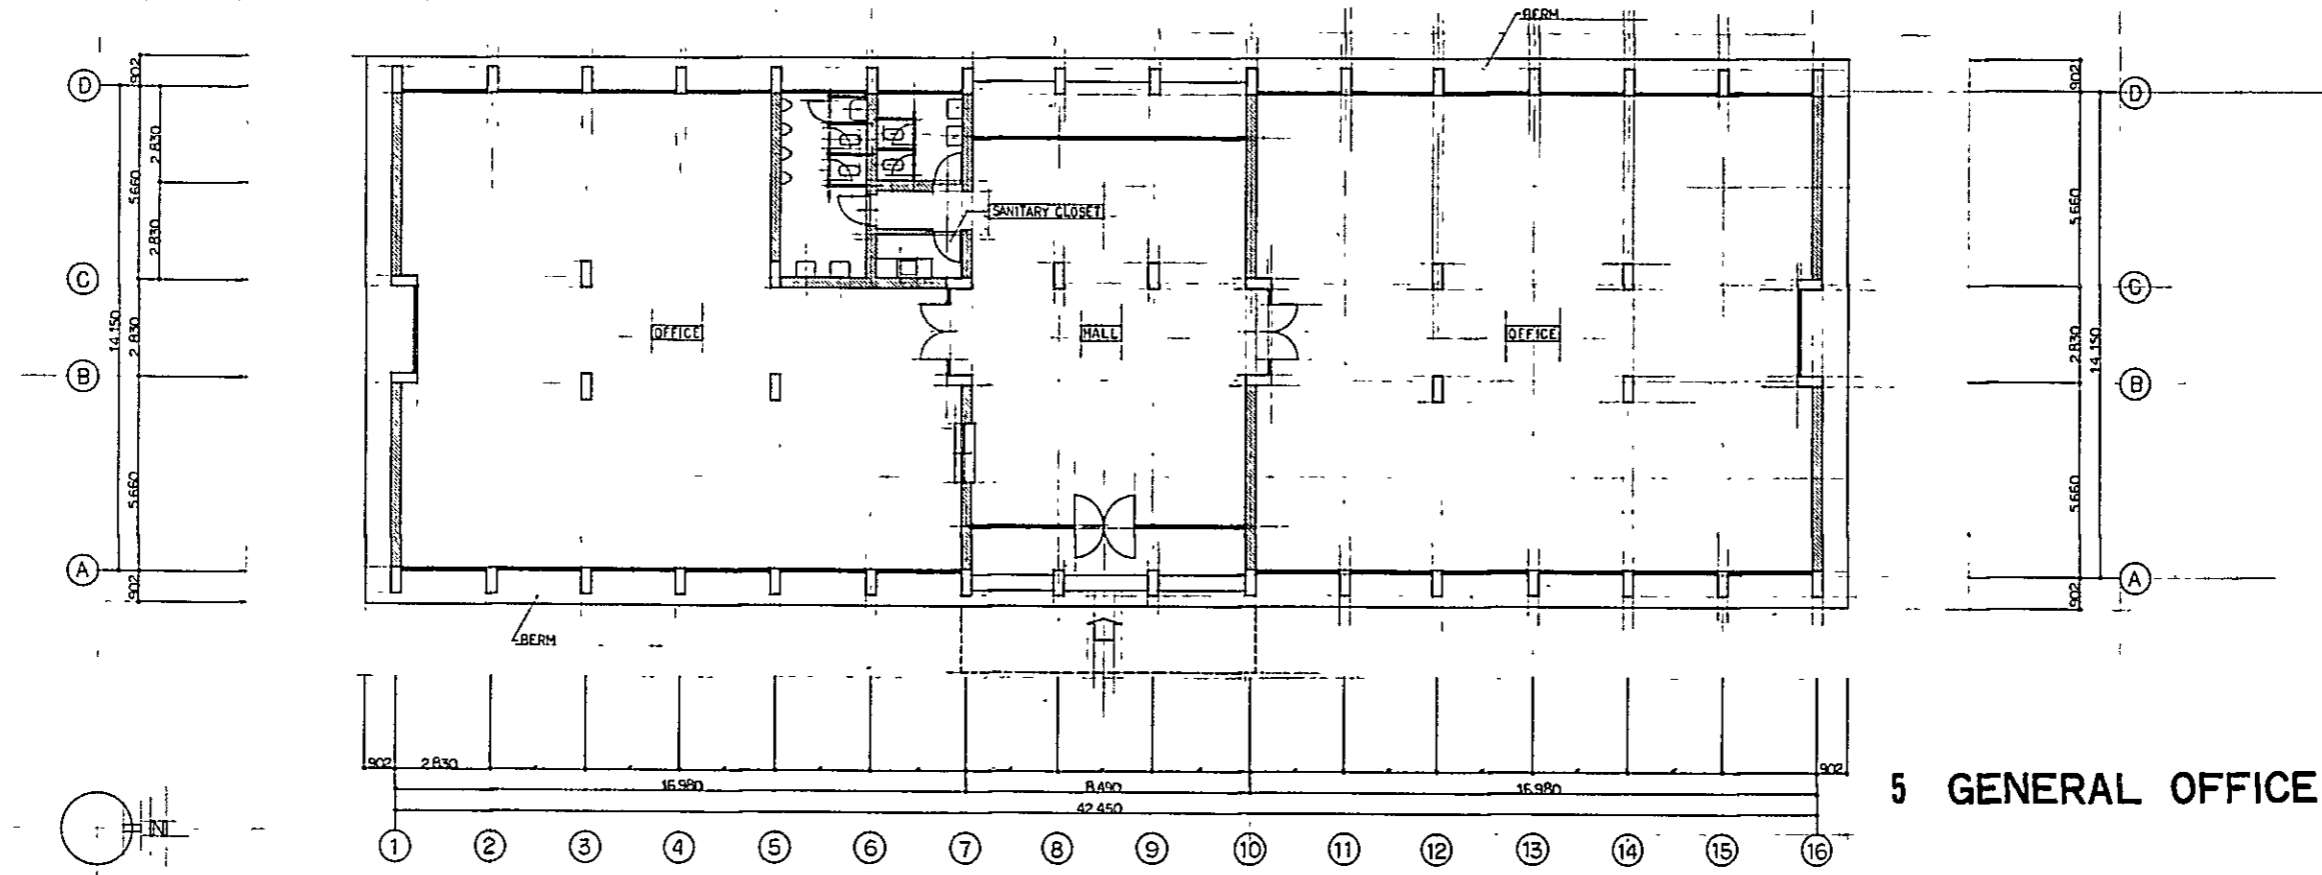 BERM
D
902
2.830
5.660
2.830
C
14.150
2.830
B
5.660
A
902
SANITARY CLOSET
OFFICE
HALL
OFFICE
BERM
D
902
5.660
C
2.830
14.150
B
5.660
A
902
902
2.830
16.980
8.490
16.980
902
42.450
N
1
2
3
4
5
6
7
8
9
10
11
12
13
14
15
16
5 GENERAL OFFICE